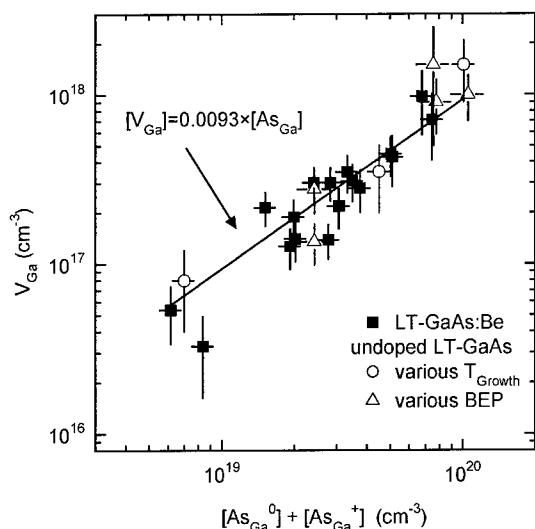 10^18
[V_Ga]=0.0093×[As_Ga]
V_Ga (cm^-3)
10^17
■ LT-GaAs:Be
undoped LT-GaAs
○ various T_Growth
△ various BEP
10^16
10^19 10^20
[As_Ga^0] + [As_Ga^+] (cm^-3)